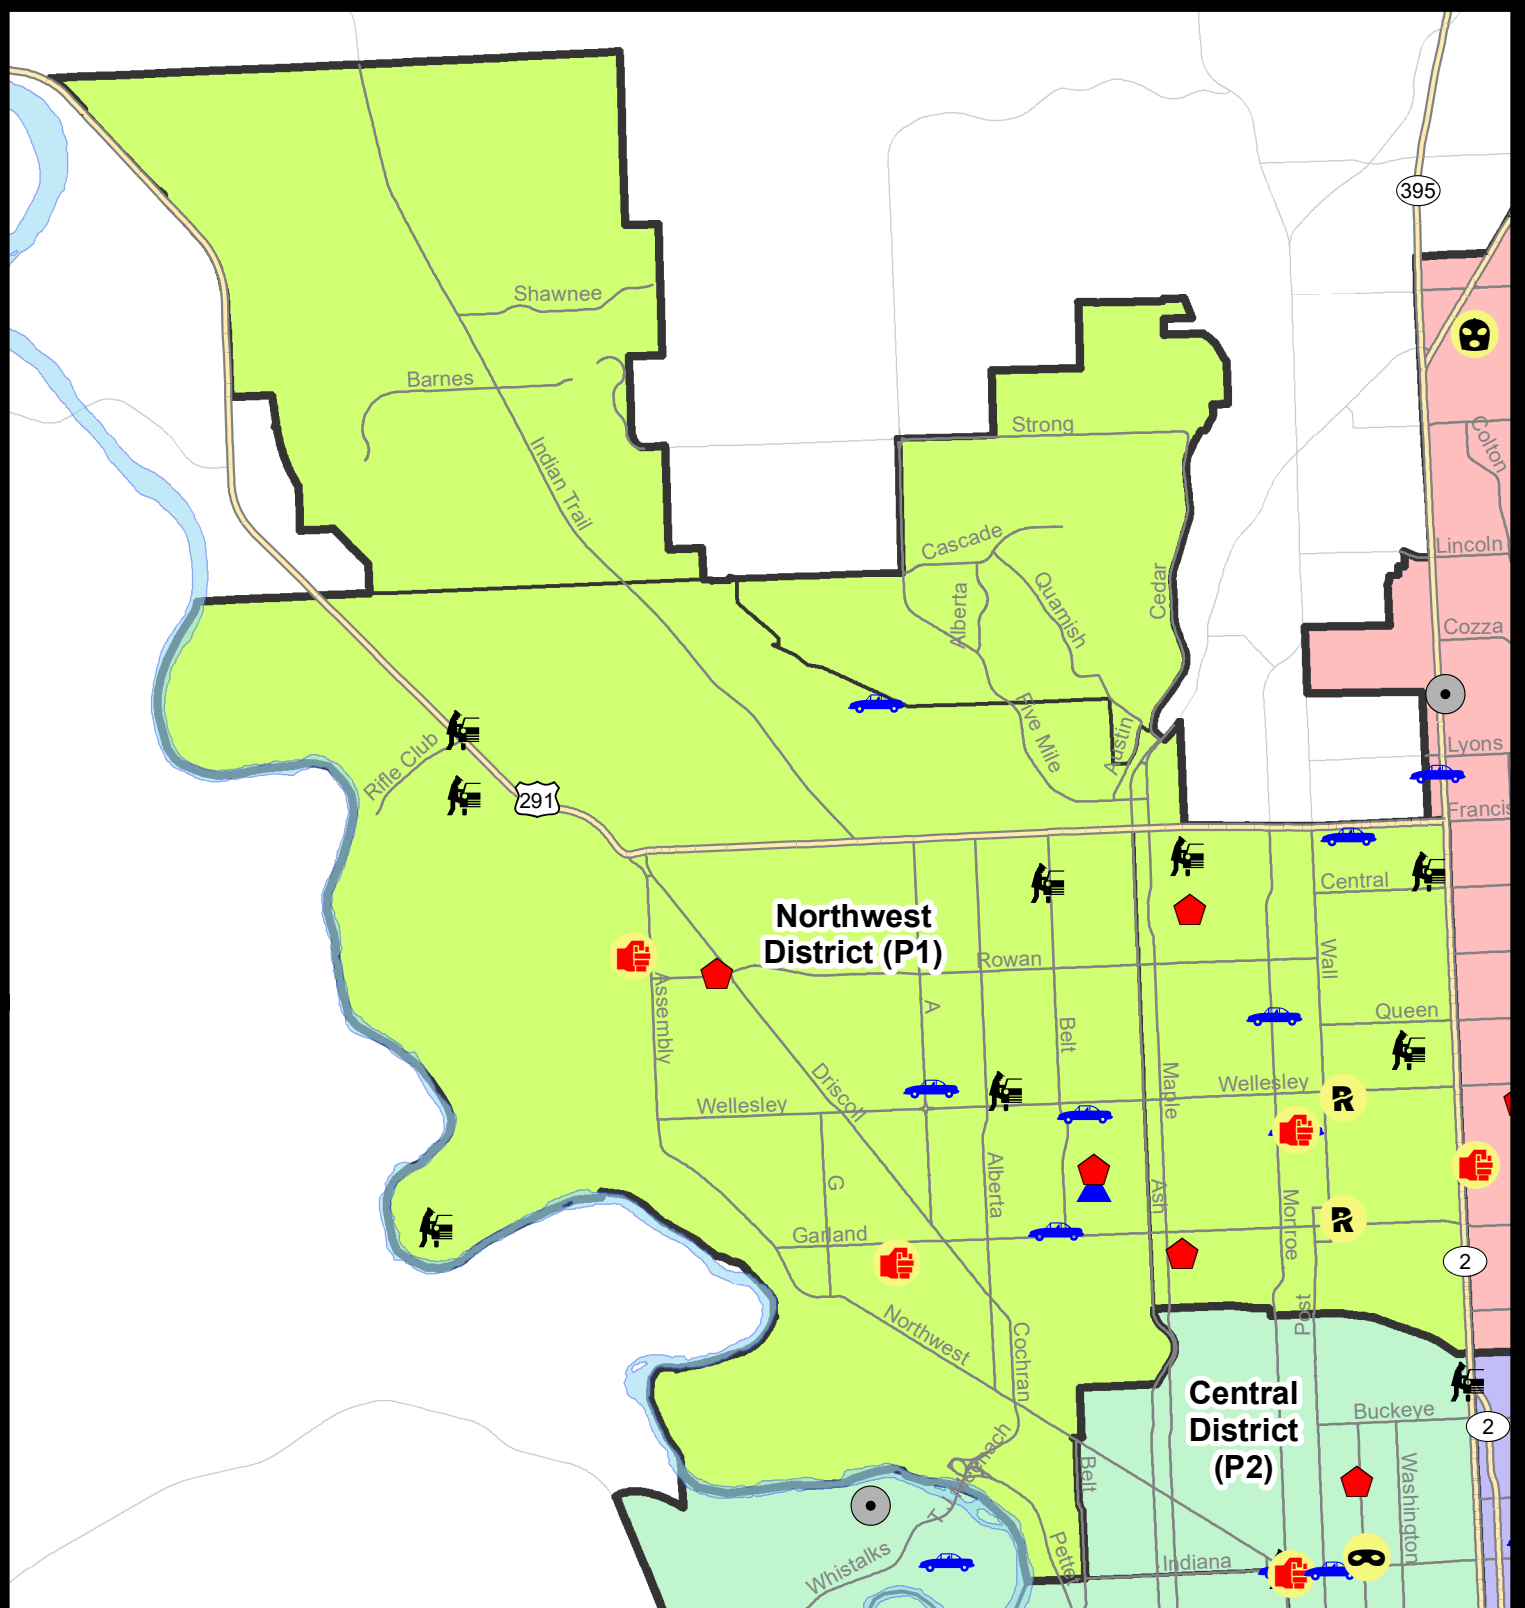 395
Shawnee
Barnes
Strong
Colton
Indian Trail
Cascade
Lincoln
Alberta
Quamish
Cedar
Cozza
Five Mile
Austin
Lyons
Rifle Club
291
Francis
Central
Northwest
District (P1)
Rowan
Wall
Assembly
A
Belt
Queen
Driscoll
Maple
Wellesley
Wellesley
R
G
Alberta
Ash
Monroe
R
Garland
2
Post
Northwest
Cochran
Central
District
(P2)
Buckeye
2
Belt
Washington
Whistalks
Pettet
Indiana